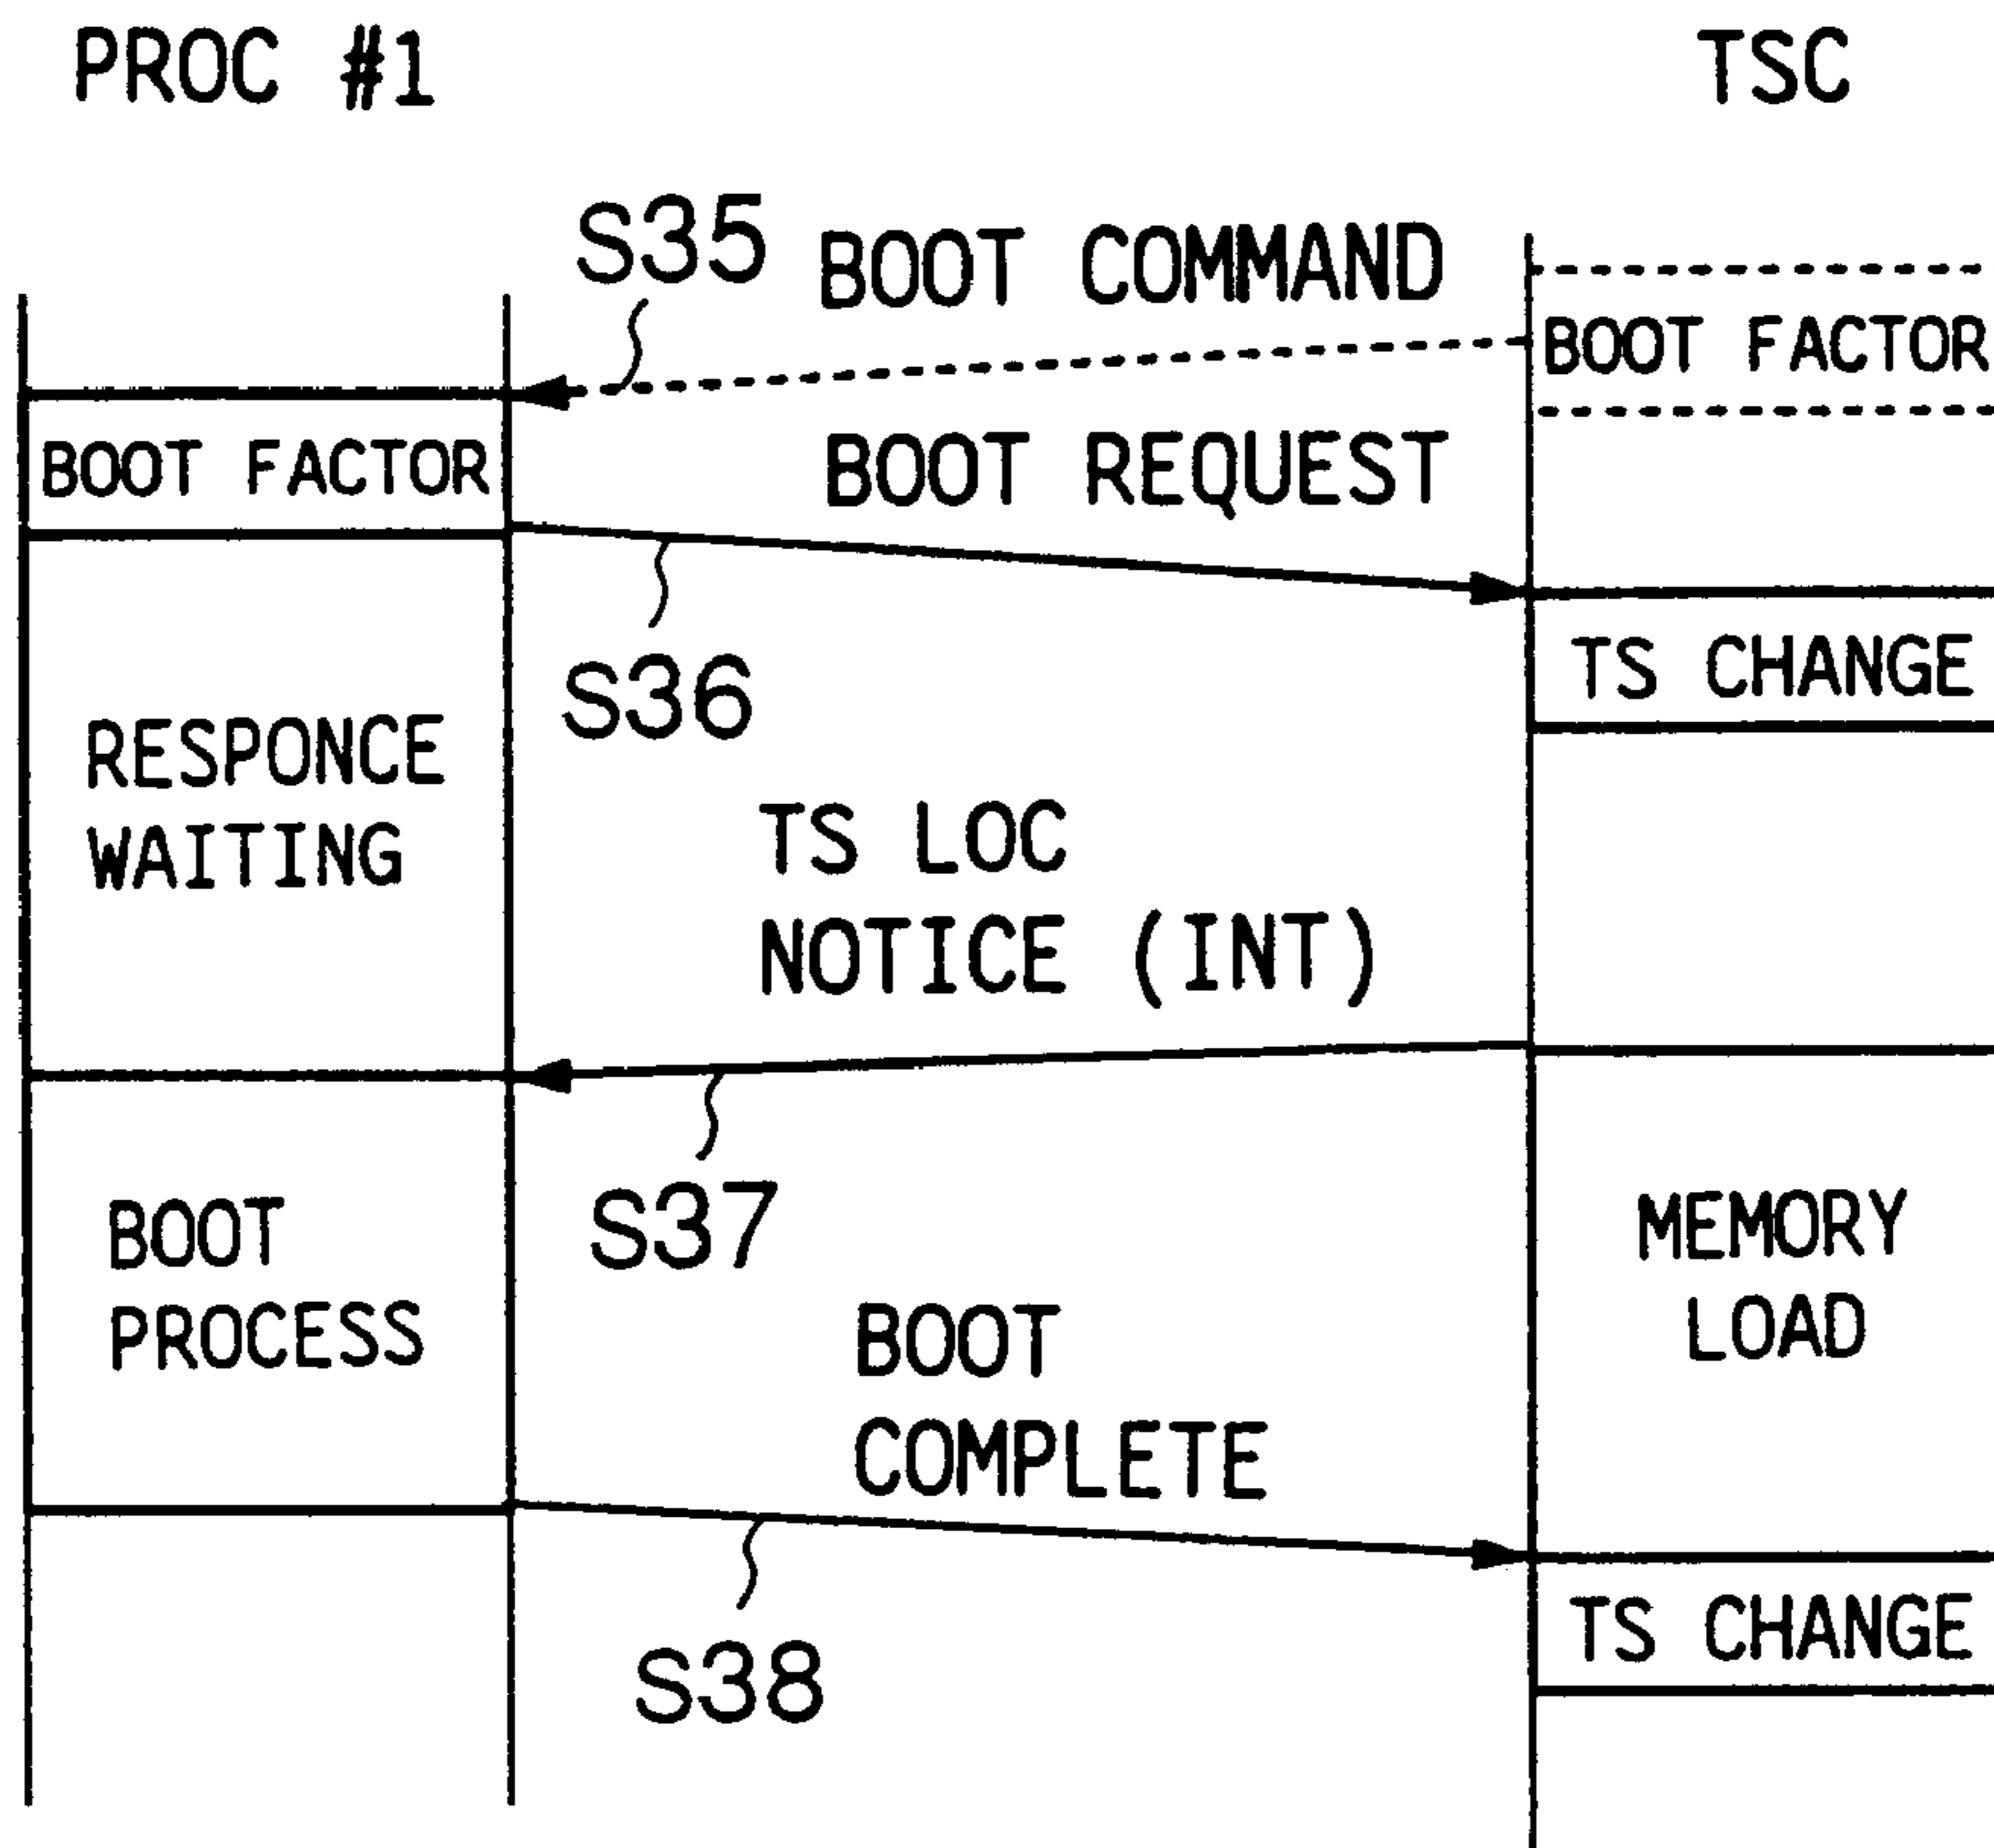 PROC #1
TSC
S35
BOOT COMMAND
BOOT FACTOR
BOOT FACTOR
BOOT REQUEST
TS CHANGE
S36
RESPONCE
WAITING
TS LOC
NOTICE (INT)
S37
BOOT
PROCESS
MEMORY
LOAD
BOOT
COMPLETE
TS CHANGE
S38